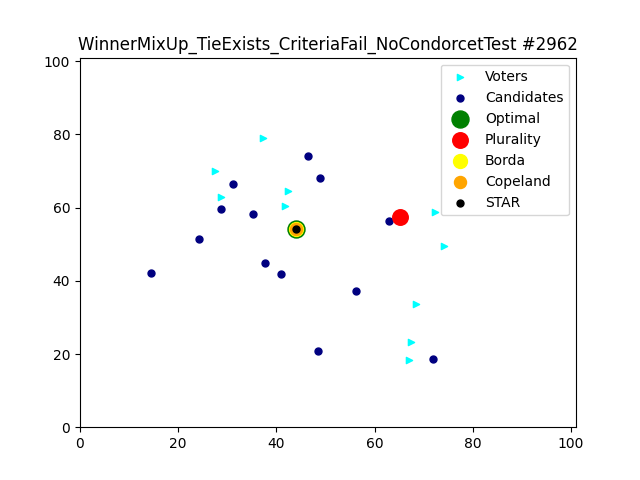 WinnerMixUp_TieExists_CriteriaFail_NoCondorcetTest #2962
Voters
Candidates
Optimal
Plurality
Borda
Copeland
STAR
100
80
60
40
20
0
0 20 40 60 80 100